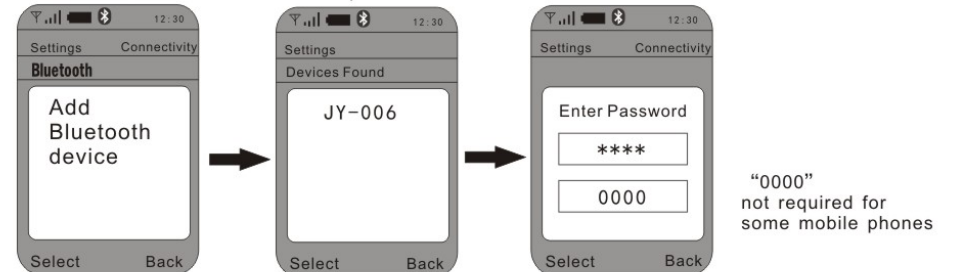 12:30
Settings Connectivity
Bluetooth
Add
Bluetooth
device
Select Back
12:30
Settings
Devices Found
JY-006
Select Back
12:30
Settings Connectivity
Enter Password
****
0000
Select Back
“0000”
not required for
some mobile phones